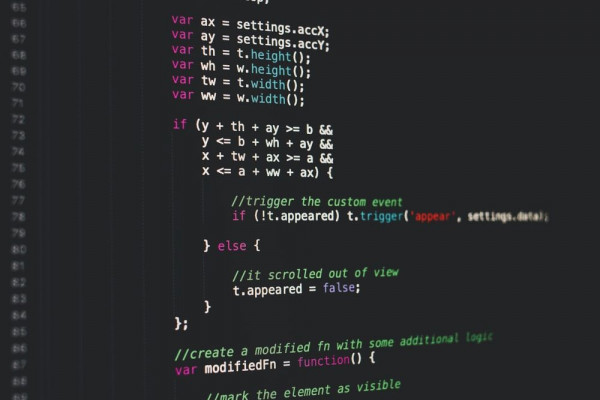 65
66 var ax = settings.accX;
67 var ay = settings.accY;
68 var th = t.height();
69 var wh = w.height();
70 var tw = t.width();
71 var ww = w.width();
72
73 if (y + th + ay >= b &&
74 y <= b + wh + ay &&
75 x + tw + ax >= a &&
76 x <= a + ww + ax) {
77
78 //trigger the custom event
79 if (!t.appeared) t.trigger('appear', settings.data);
80
81 } else {
82
83 //it scrolled out of view
84 t.appeared = false;
85 }
86 };
87
88 //create a modified fn with some additional logic
89 var modifiedFn = function() {
//mark the element as visible